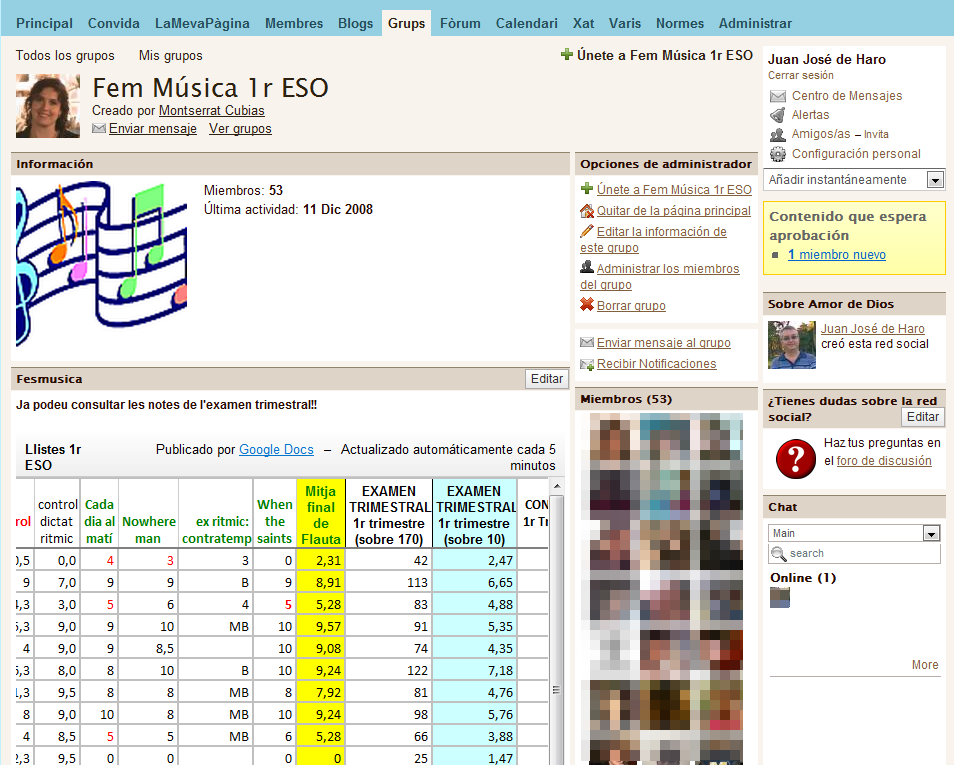 Principal Convida LaMevaPàgina Membres Blogs Grups Fòrum Calendari Xat Varis Normes Administrar
Todos los grupos Mis grupos
Únete a Fem Música 1r ESO
Fem Música 1r ESO
Creado por Montserrat Cubias
Enviar mensaje Ver grupos
Información
Miembros: 53
Última actividad: 11 Dic 2008
Fesmusica
Editar
Ja podeu consultar les notes de l'examen trimestral!!
Llistes 1r
ESO
Publicado por Google Docs – Actualizado automáticamente cada 5
minutos
rol control dictat ritmic Cada dia al matí Nowhere man ex ritmic: contratemp When the saints Mitja final de Flauta EXAMEN TRIMESTRAL 1r trimestre (sobre 170) EXAMEN TRIMESTRAL 1r trimestre (sobre 10) CON 1r Tr
0,5 0,0 4 3 3 0 2,31 42 2,47
9 7,0 9 9 B 9 8,91 113 6,65
4,3 3,0 5 6 4 5 5,28 83 4,88
5,3 9,0 9 10 MB 10 9,57 91 5,35
4 9,0 9 8,5 10 9,08 74 4,35
5,3 8,0 8 10 B 10 9,24 122 7,18
1,3 9,5 8 8 MB 8 7,92 81 4,76
8 9,0 10 8 MB 10 9,24 98 5,76
4 8,5 5 5 MB 6 5,28 66 3,88
2,3 9,5 0 0 0 0 25 1,47
Opciones de administrador
Únete a Fem Música 1r ESO
Quitar de la página principal
Editar la información de
este grupo
Administrar los miembros
del grupo
Borrar grupo
Enviar mensaje al grupo
Recibir Notificaciones
Miembros (53)
Juan José de Haro
Cerrar sesión
Centro de Mensajes
Alertas
Amigos/as – Invita
Configuración personal
Añadir instantáneamente
Contenido que espera
aprobación
1 miembro nuevo
Sobre Amor de Dios
Juan José de Haro
creó esta red social
¿Tienes dudas sobre la red
social?
Editar
Haz tus preguntas en
el foro de discusión
Chat
Main
search
Online (1)
More